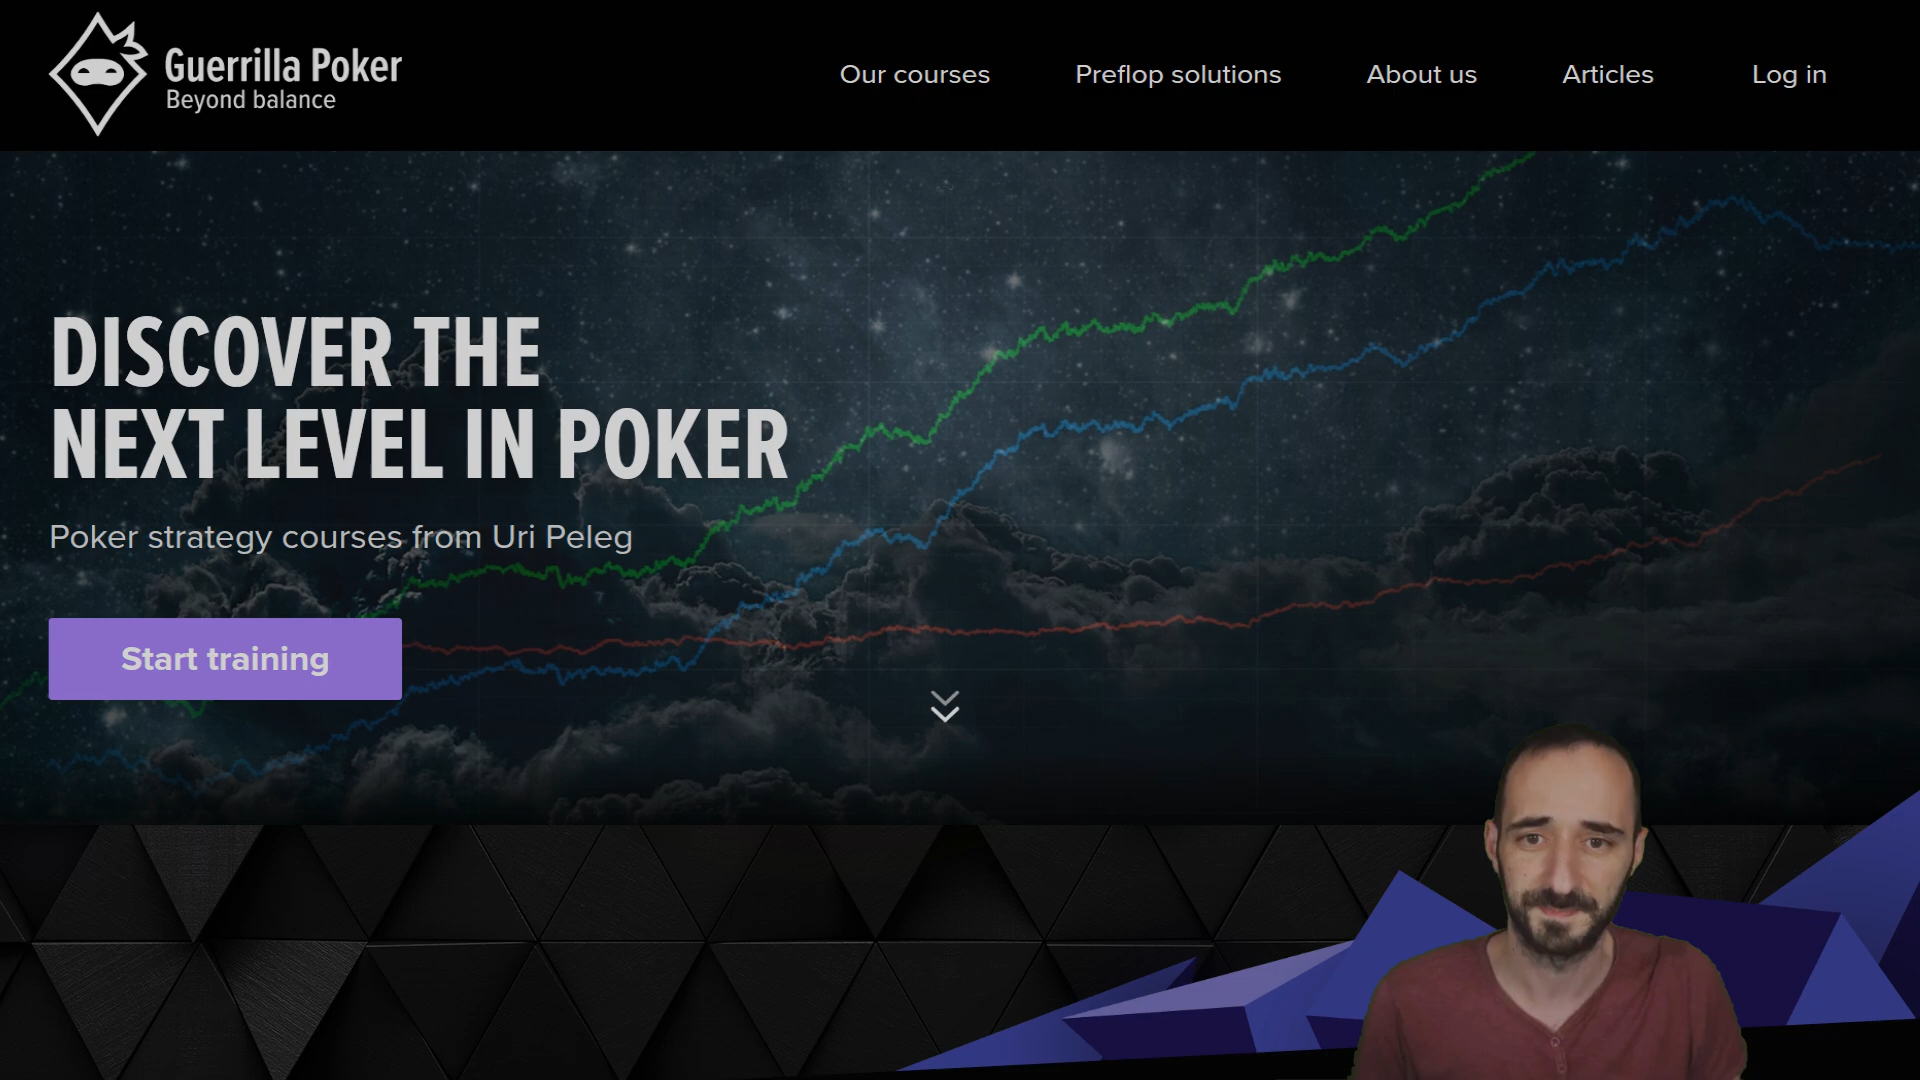 Guerrilla Poker
Beyond balance
Our courses
Preflop solutions
About us
Articles
Log in
DISCOVER THE
NEXT LEVEL IN POKER
Poker strategy courses from Uri Peleg
Start training